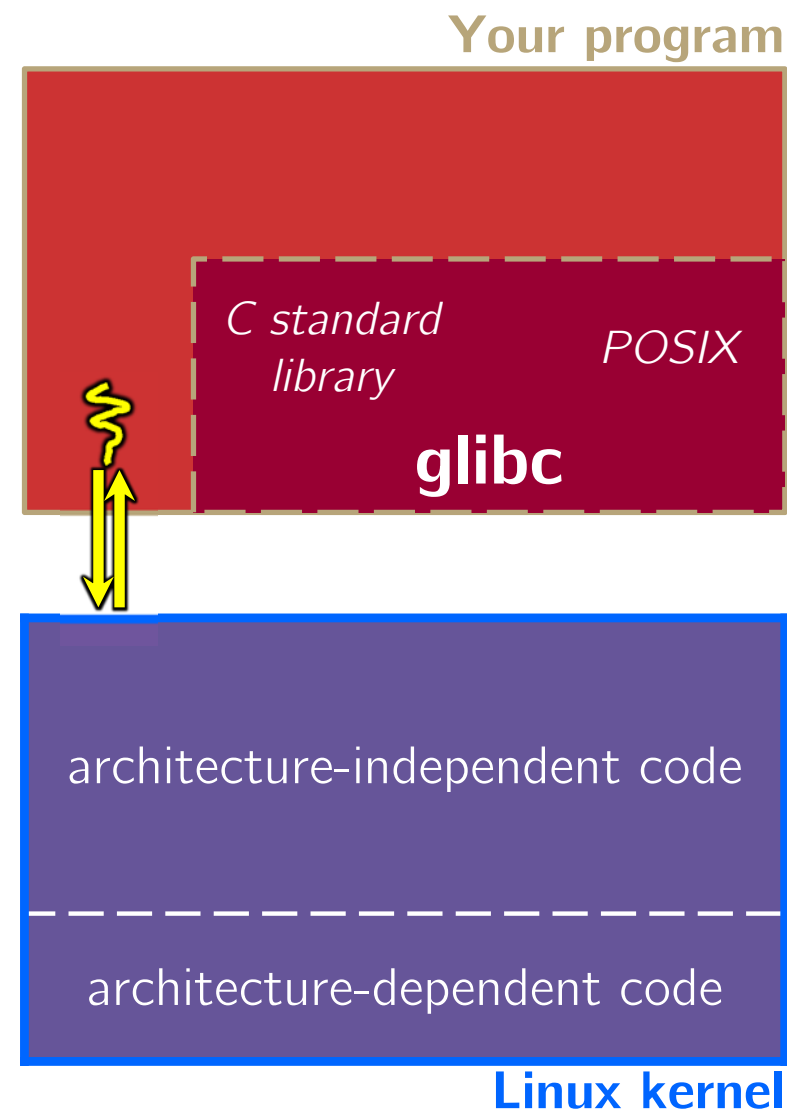 Your program
C standard
library
POSIX
glibc
architecture-independent code
architecture-dependent code
Linux kernel